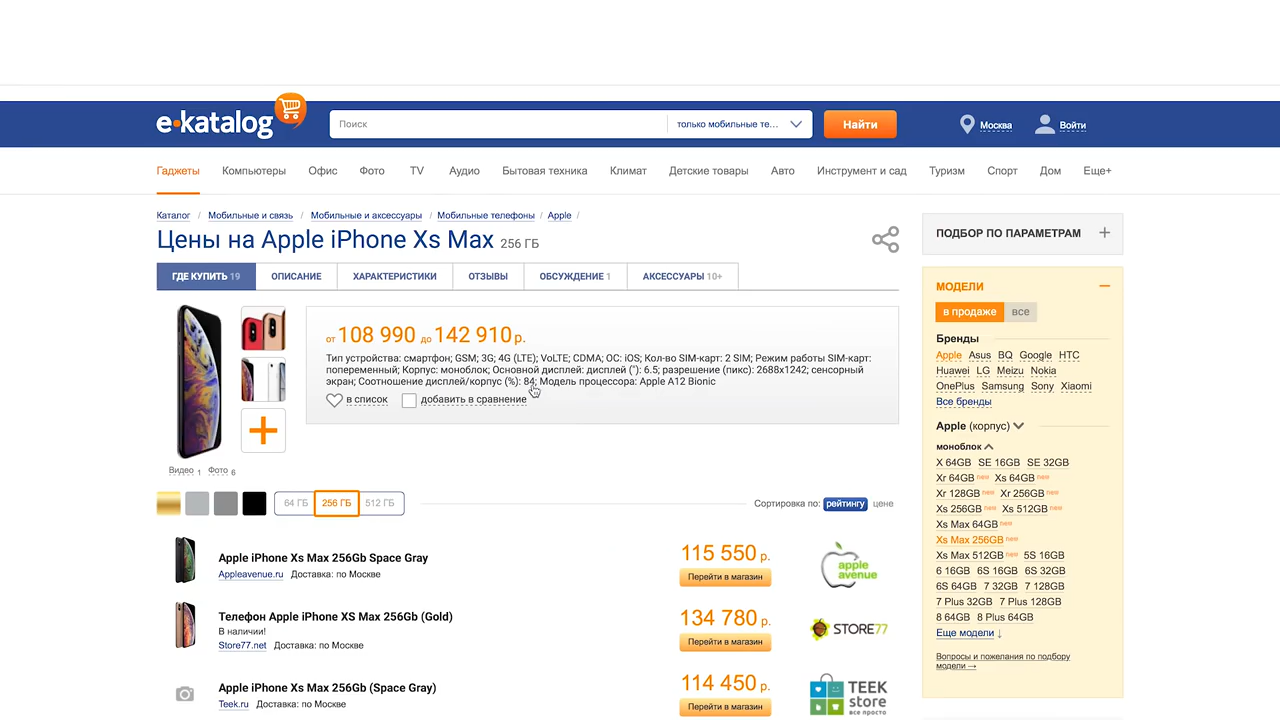 e·katalog
Поиск
только мобильные те...
Найти
Москва
Войти
Гаджеты
Компьютеры
Офис
Фото
TV
Аудио
Бытовая техника
Климат
Детские товары
Авто
Инструмент и сад
Туризм
Спорт
Дом
Еще+
Каталог / Мобильные и связь / Мобильные и аксессуары / Мобильные телефоны / Apple /
Цены на Apple iPhone Xs Max 256 ГБ
ГДЕ КУПИТЬ 19
ОПИСАНИЕ
ХАРАКТЕРИСТИКИ
ОТЗЫВЫ
ОБСУЖДЕНИЕ 1
АКСЕССУАРЫ 10+
от 108 990 до 142 910 р.
Тип устройства: смартфон; GSM; 3G; 4G (LTE); VoLTE; CDMA; ОС: iOS; Кол-во SIM-карт: 2 SIM; Режим работы SIM-карт:
попеременный; Корпус: моноблок; Основной дисплей: дисплей ("): 6.5; разрешение (пикс): 2688x1242; сенсорный
экран; Соотношение дисплей/корпус (%): 84; Модель процессора: Apple A12 Bionic
в список
добавить в сравнение
Видео 1 Фото 6
64 ГБ
256 ГБ
512 ГБ
Сортировка по: рейтингу цене
Apple iPhone Xs Max 256Gb Space Gray
Appleavenue.ru Доставка: по Москве
115 550 р.
Перейти в магазин
apple
avenue
Телефон Apple iPhone XS Max 256Gb (Gold)
В наличии!
Store77.net Доставка: по Москве
134 780 р.
Перейти в магазин
STORE77
Apple iPhone Xs Max 256Gb (Space Gray)
Teek.ru Доставка: по Москве
114 450 р.
Перейти в магазин
TEEK
store
все просто
ПОДБОР ПО ПАРАМЕТРАМ
МОДЕЛИ
в продаже все
Бренды
Apple Asus BQ Google HTC
Huawei LG Meizu Nokia
OnePlus Samsung Sony Xiaomi
Все бренды
Apple (корпус)
моноблок
X 64GB SE 16GB SE 32GB
Xr 64GB new Xs 64GB new
Xr 128GB new Xr 256GB new
Xs 256GB new Xs 512GB new
Xs Max 64GB new
Xs Max 256GB new
Xs Max 512GB new 5S 16GB
6 16GB 6S 16GB 6S 32GB
6S 64GB 7 32GB 7 128GB
7 Plus 32GB 7 Plus 128GB
8 64GB 8 Plus 64GB
Еще модели ↓
Вопросы и пожелания по подбору
модели →